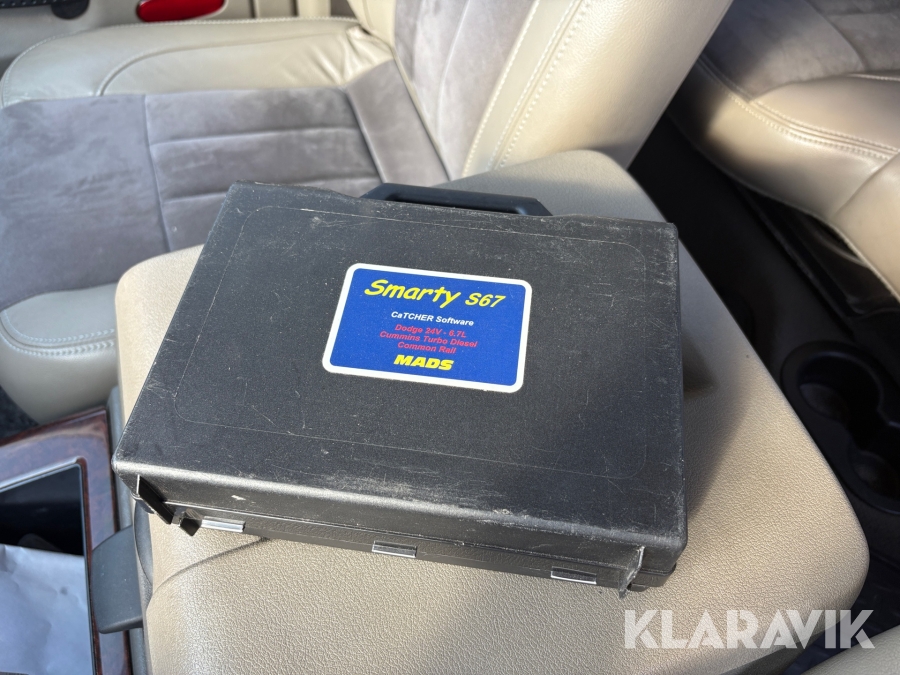 Smarty S67
CaTCHER Software
Dodge 24V - 6.7L
Cummins Turbo Diesel
Common Rail
MADS
KLARAVIK